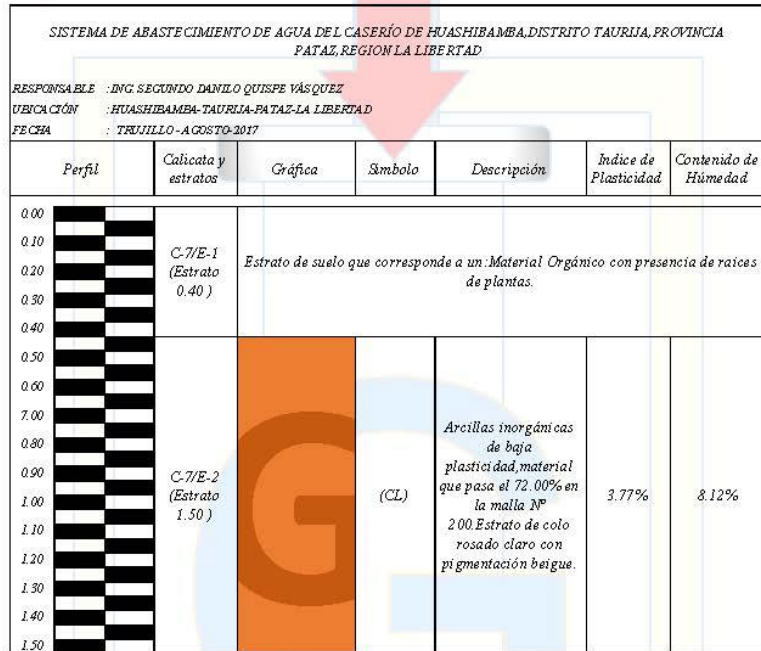 SISTEMA DE ABASTECIMIENTO DE AGUA DEL CASERÍO DE HUASHIBAMBA,DISTRITO TAURIJA,PROVINCIA
PATAZ,REGION LA LIBERTAD
RESPONSABLE : ING. SEGUNDO DANILO QUISPE VÁSQUEZ
UBICACIÓN : HUASHIBAMBA-TAURIJA-PATAZ-LA LIBERTAD
FECHA : TRUJILLO - AGOSTO-2017
Perfil
Calicata y
estratos
Gráfica
Simbolo
Descripción
Indice de
Plasticidad
Contenido de
Húmedad
0.00
0.10
0.20
0.30
0.40
C-7/E-1
(Estrato
0.40 )
Estrato de suelo que corresponde a un:Material Orgánico con presencia de raices
de plantas.
0.50
0.60
7.00
0.80
0.90
1.00
1.10
1.20
1.30
1.40
1.50
C-7/E-2
(Estrato
1.50 )
G
(CL)
Arcillas inorgánicas
de baja
plasticidad,material
que pasa el 72.00% en
la malla Nº
200.Estrato de colo
rosado claro con
pigmentación beigue.
3.77%
8.12%